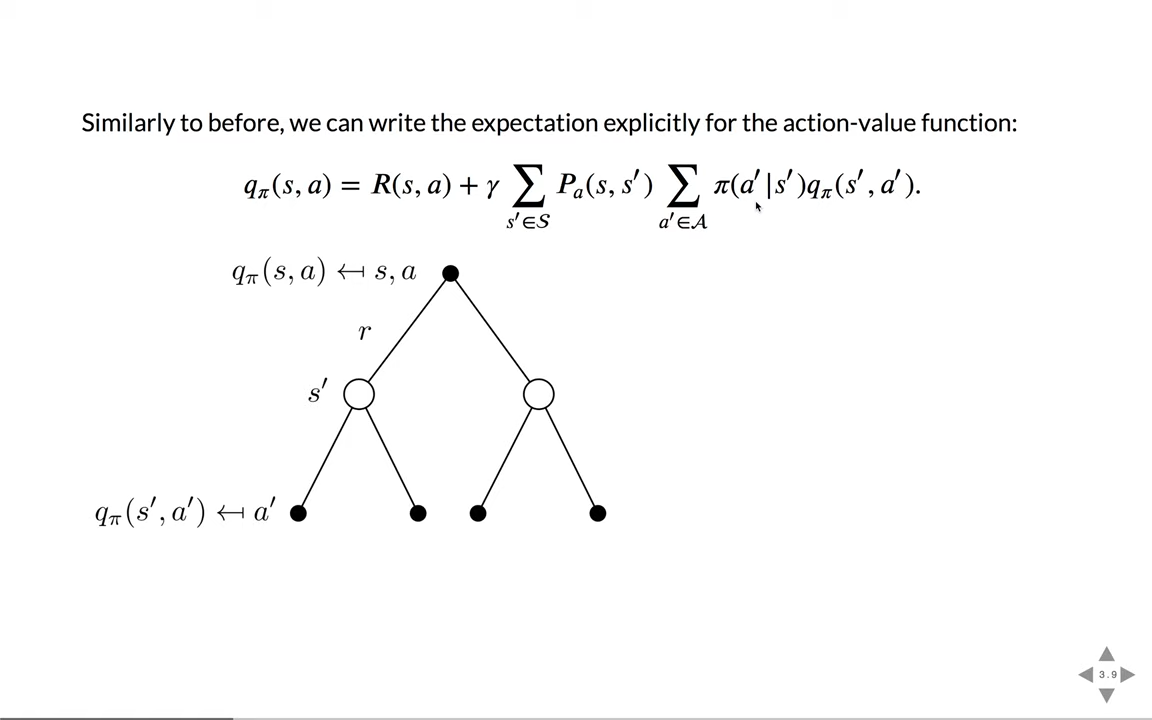 Similarly to before, we can write the expectation explicitly for the action-value function:
qπ(s, a) = R(s, a) + γ ∑_{s′∈S} Pₐ(s, s′) ∑_{a′∈𝒜} π(a′|s′)qπ(s′, a′).
qπ(s, a) ↤ s, a
r
s′
qπ(s′, a′) ↤ a′
3.9